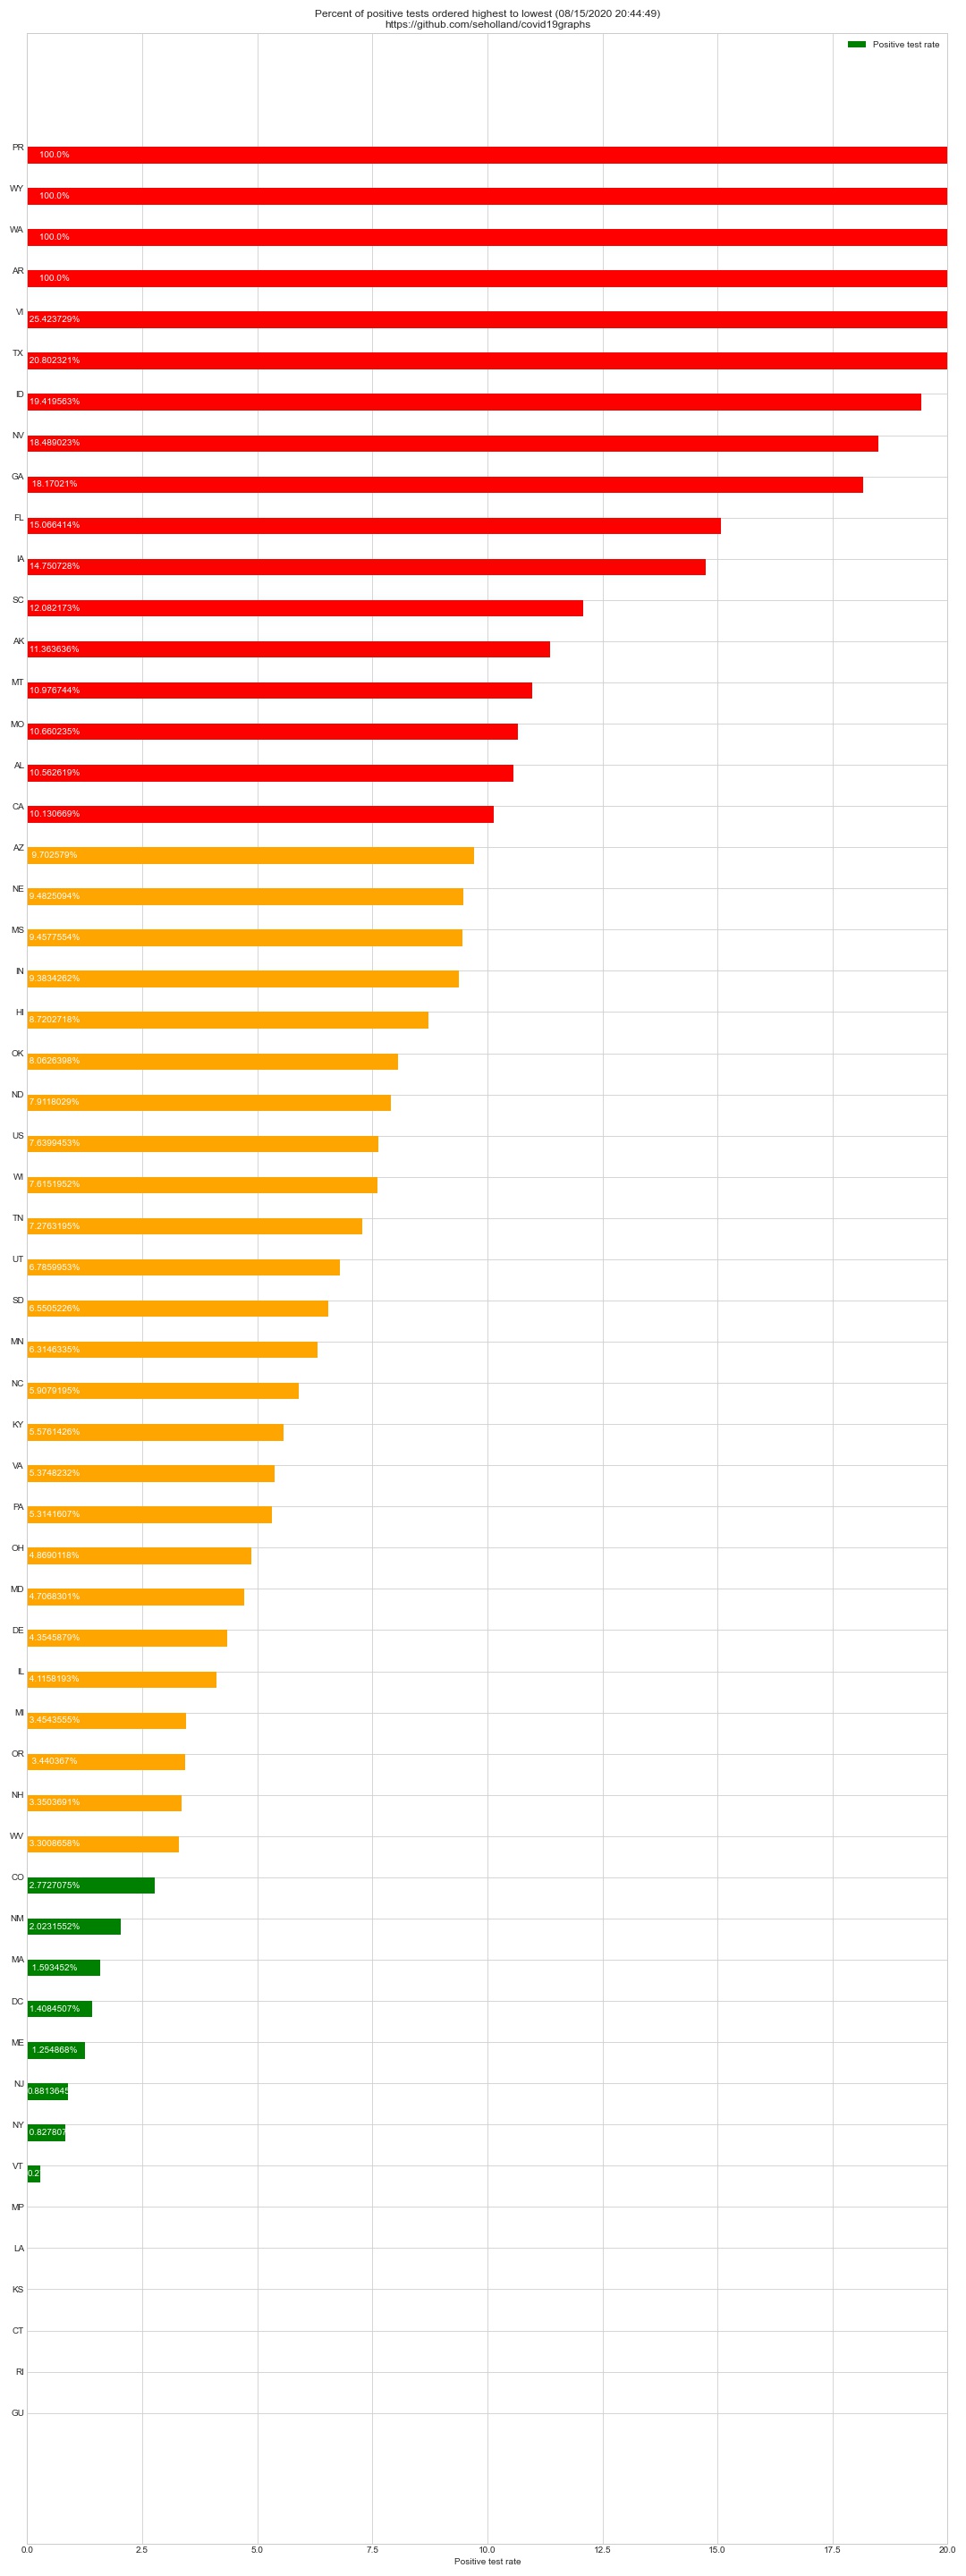 Percent of positive tests ordered highest to lowest (08/15/2020 20:44:49)
https://github.com/seholland/covid19graphs
Positive test rate
PR 100.0%
WY 100.0%
WA 100.0%
AR 100.0%
VI 25.423729%
TX 20.802321%
ID 19.419563%
NV 18.489023%
GA 18.17021%
FL 15.066414%
IA 14.750728%
SC 12.082173%
AK 11.363636%
MT 10.976744%
MO 10.660235%
AL 10.562619%
CA 10.130669%
AZ 9.702579%
NE 9.4825094%
MS 9.4577554%
IN 9.3834262%
HI 8.7202718%
OK 8.0626398%
ND 7.9118029%
US 7.6399453%
WI 7.6151952%
TN 7.2763195%
UT 6.7859953%
SD 6.5505226%
MN 6.3146335%
NC 5.9079195%
KY 5.5761426%
VA 5.3748232%
PA 5.3141607%
OH 4.8690118%
MD 4.7068301%
DE 4.3545879%
IL 4.1158193%
MI 3.4543555%
OR 3.440367%
NH 3.3503691%
WV 3.3008658%
CO 2.7727075%
NM 2.0231552%
MA 1.593452%
DC 1.4084507%
ME 1.254868%
NJ 0.8813645
NY 0.827807
VT 0.2
MP
LA
KS
CT
RI
GU
0.0 2.5 5.0 7.5 10.0 12.5 15.0 17.5 20.0
Positive test rate